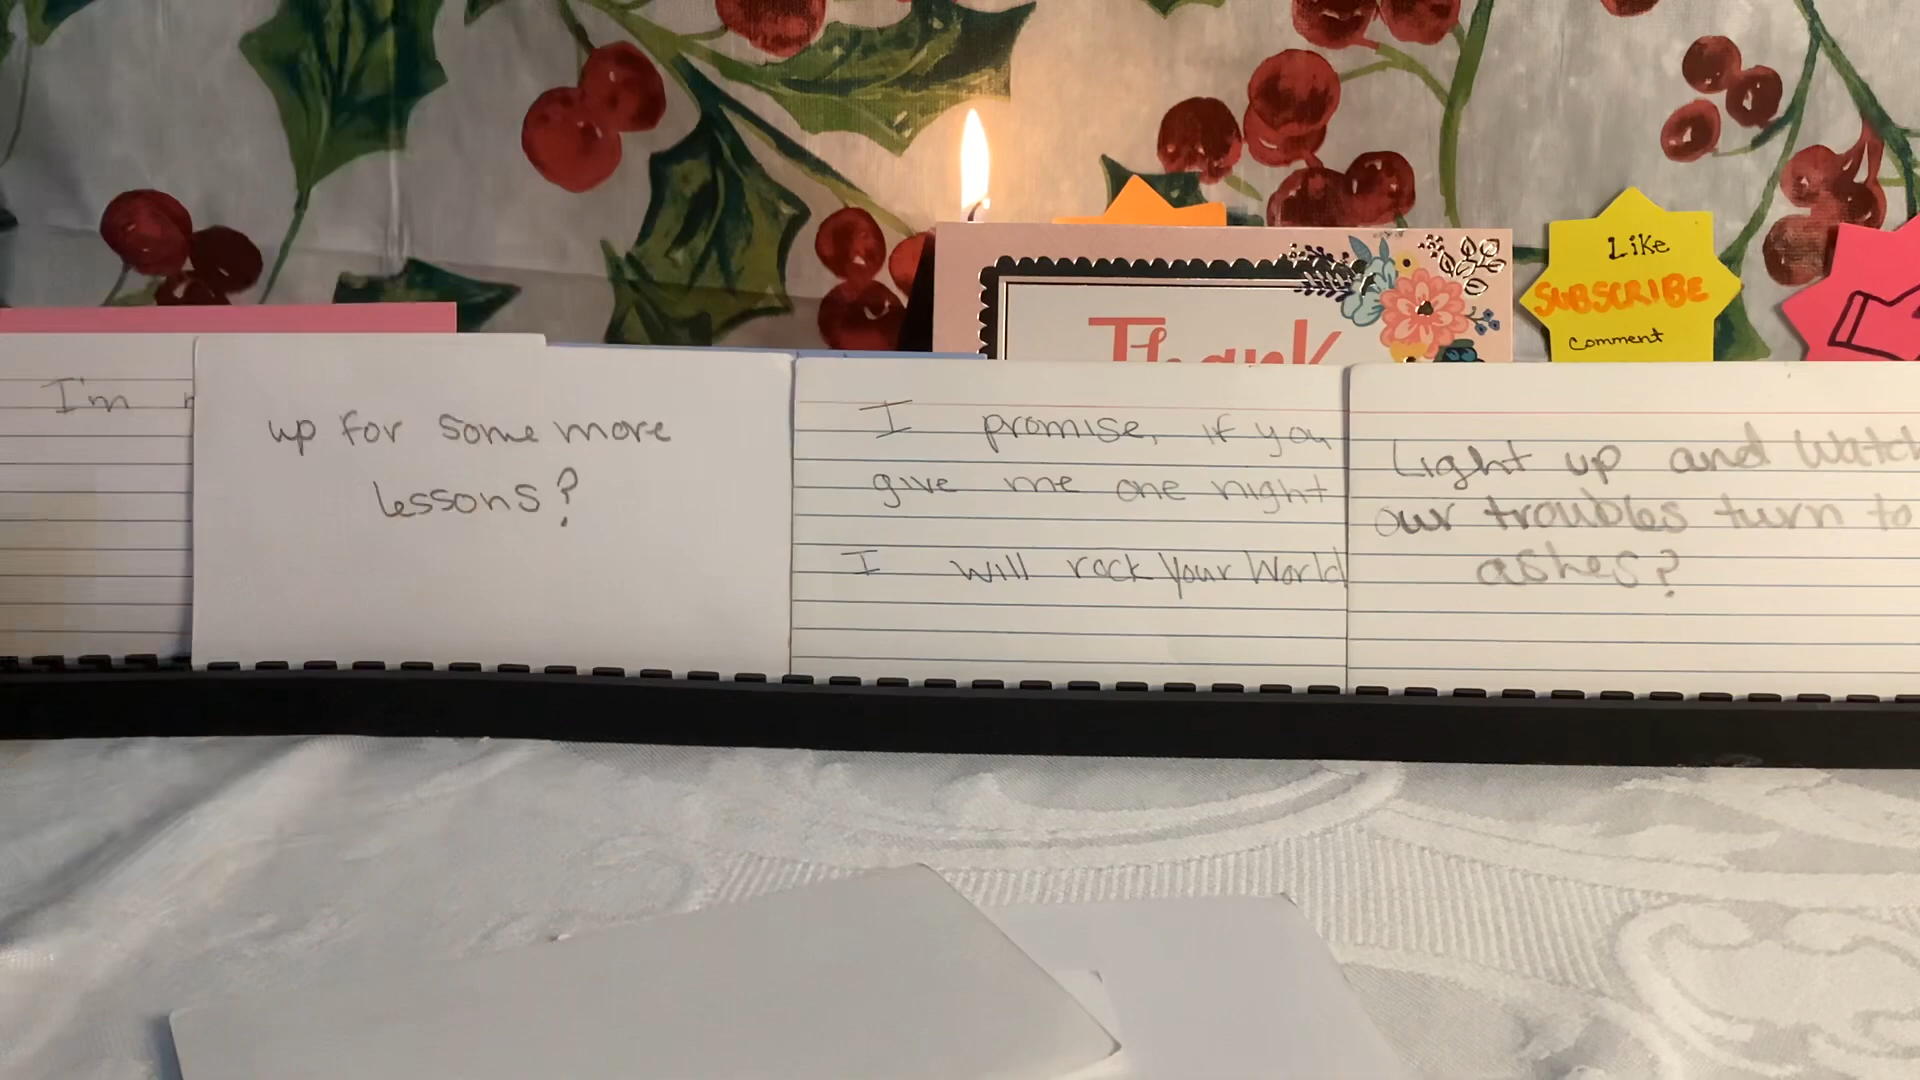 Like
SUBSCRIBE
comment
Thank
I'm
up for some more
lessons?
I promise, if you
give me one night
I will rock Your World
Light up and Watch
our troubles turn to
ashes?